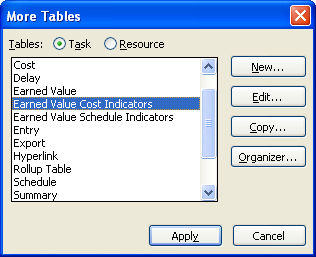 More Tables
Tables: Task Resource
Cost
Delay
Earned Value
Earned Value Cost Indicators
Earned Value Schedule Indicators
Entry
Export
Hyperlink
Rollup Table
Schedule
Summary
New...
Edit...
Copy...
Organizer...
Apply Cancel